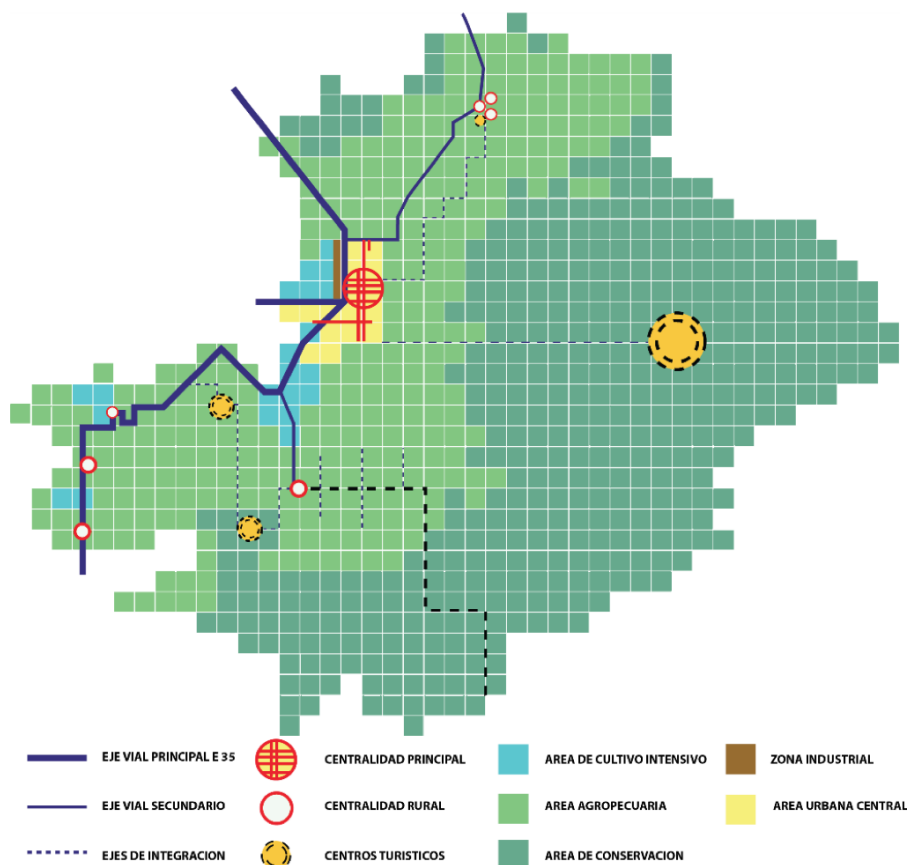 EJE VIAL PRINCIPAL E 35
CENTRALIDAD PRINCIPAL
AREA DE CULTIVO INTENSIVO
ZONA INDUSTRIAL
EJE VIAL SECUNDARIO
CENTRALIDAD RURAL
AREA AGROPECUARIA
AREA URBANA CENTRAL
EJES DE INTEGRACION
CENTROS TURISTICOS
AREA DE CONSERVACION